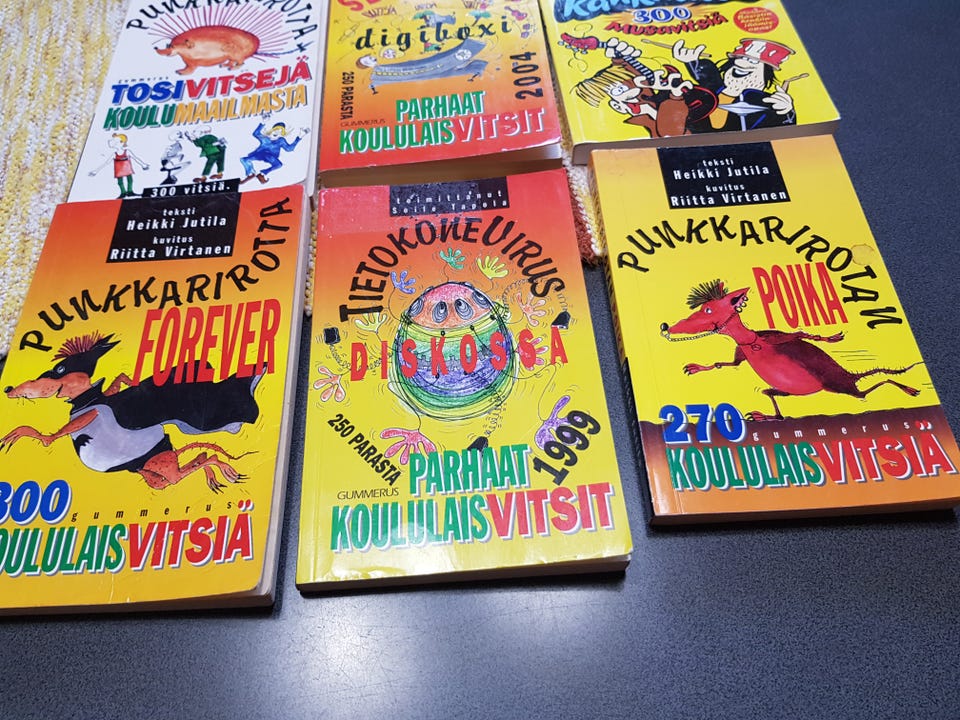 PUNKKARIROTTA
gummerus
TOSIVITSEJÄ
KOULUMAAILMASTA
300 vitsiä.
digiboxi
250 PARASTA
GUMMERUS
2004
PARHAAT
KOULULAISVITSIT
300
MUSAVITSIÄ
teksti
Heikki Jutila
kuvitus
Riitta Virtanen
PUNKKARIROTTA
FOREVER
300
gummerus
KOULULAISVITSIÄ
toimittanut
TIETOKONEVIRUS
DISKOSSA
250 PARASTA
1999
GUMMERUS
PARHAAT
KOULULAISVITSIT
teksti
Heikki Jutila
kuvitus
Riitta Virtanen
PUNKKARIROTAN
POIKA
270
gummerus
KOULULAISVITSIÄ